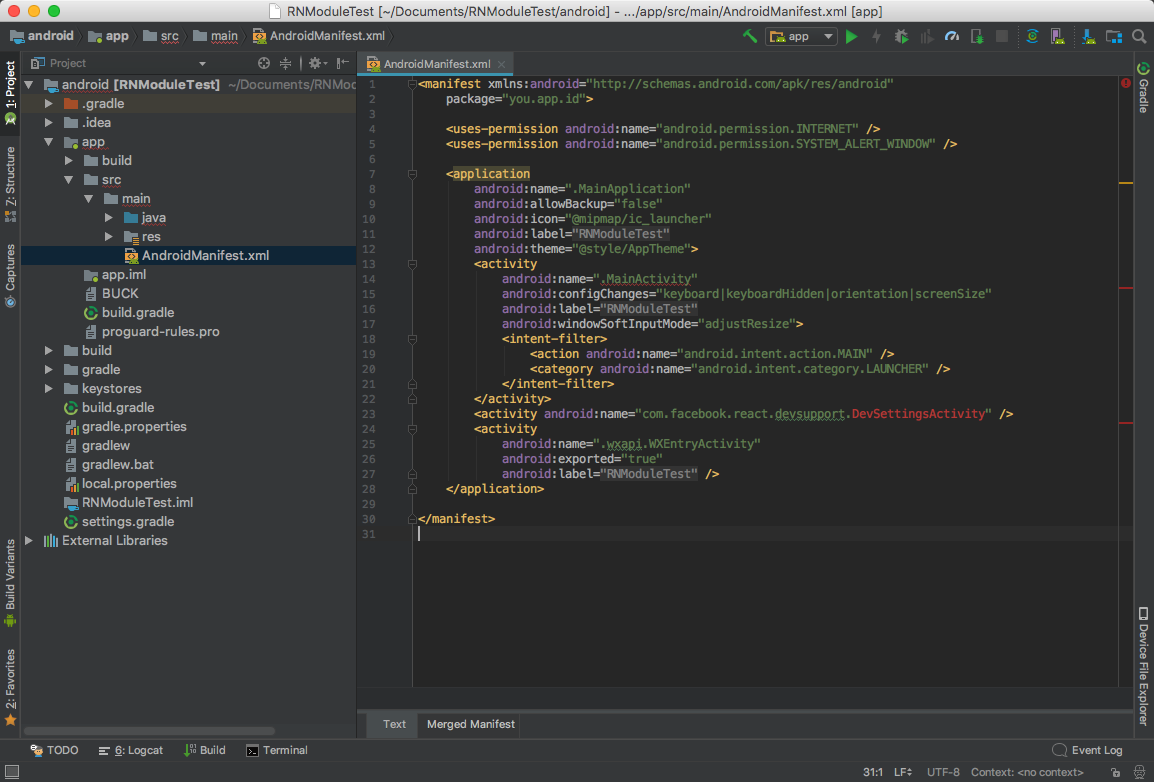 RNModuleTest [~/Documents/RNModuleTest/android] - .../app/src/main/AndroidManifest.xml [app]
android app src main AndroidManifest.xml app
1: Project
Z: Structure
Captures
Build Variants
2: Favorites
Project
android [RNModuleTest] ~/Documents/RNMoc
.gradle
.idea
app
build
src
main
java
res
AndroidManifest.xml
app.iml
BUCK
build.gradle
proguard-rules.pro
build
gradle
keystores
build.gradle
gradle.properties
gradlew
gradlew.bat
local.properties
RNModuleTest.iml
settings.gradle
External Libraries
AndroidManifest.xml
1 <manifest xmlns:android="http://schemas.android.com/apk/res/android"
2 package="you.app.id">
3
4 <uses-permission android:name="android.permission.INTERNET" />
5 <uses-permission android:name="android.permission.SYSTEM_ALERT_WINDOW" />
6
7 <application
8 android:name=".MainApplication"
9 android:allowBackup="false"
10 android:icon="@mipmap/ic_launcher"
11 android:label="RNModuleTest"
12 android:theme="@style/AppTheme">
13 <activity
14 android:name=".MainActivity"
15 android:configChanges="keyboard|keyboardHidden|orientation|screenSize"
16 android:label="RNModuleTest"
17 android:windowSoftInputMode="adjustResize">
18 <intent-filter>
19 <action android:name="android.intent.action.MAIN" />
20 <category android:name="android.intent.category.LAUNCHER" />
21 </intent-filter>
22 </activity>
23 <activity android:name="com.facebook.react.devsupport.DevSettingsActivity" />
24 <activity
25 android:name=".wxapi.WXEntryActivity"
26 android:exported="true"
27 android:label="RNModuleTest" />
28 </application>
29
30 </manifest>
31
Gradle
Device File Explorer
Text Merged Manifest
TODO 6: Logcat Build Terminal Event Log
31:1 LF UTF-8 Context: <no context>